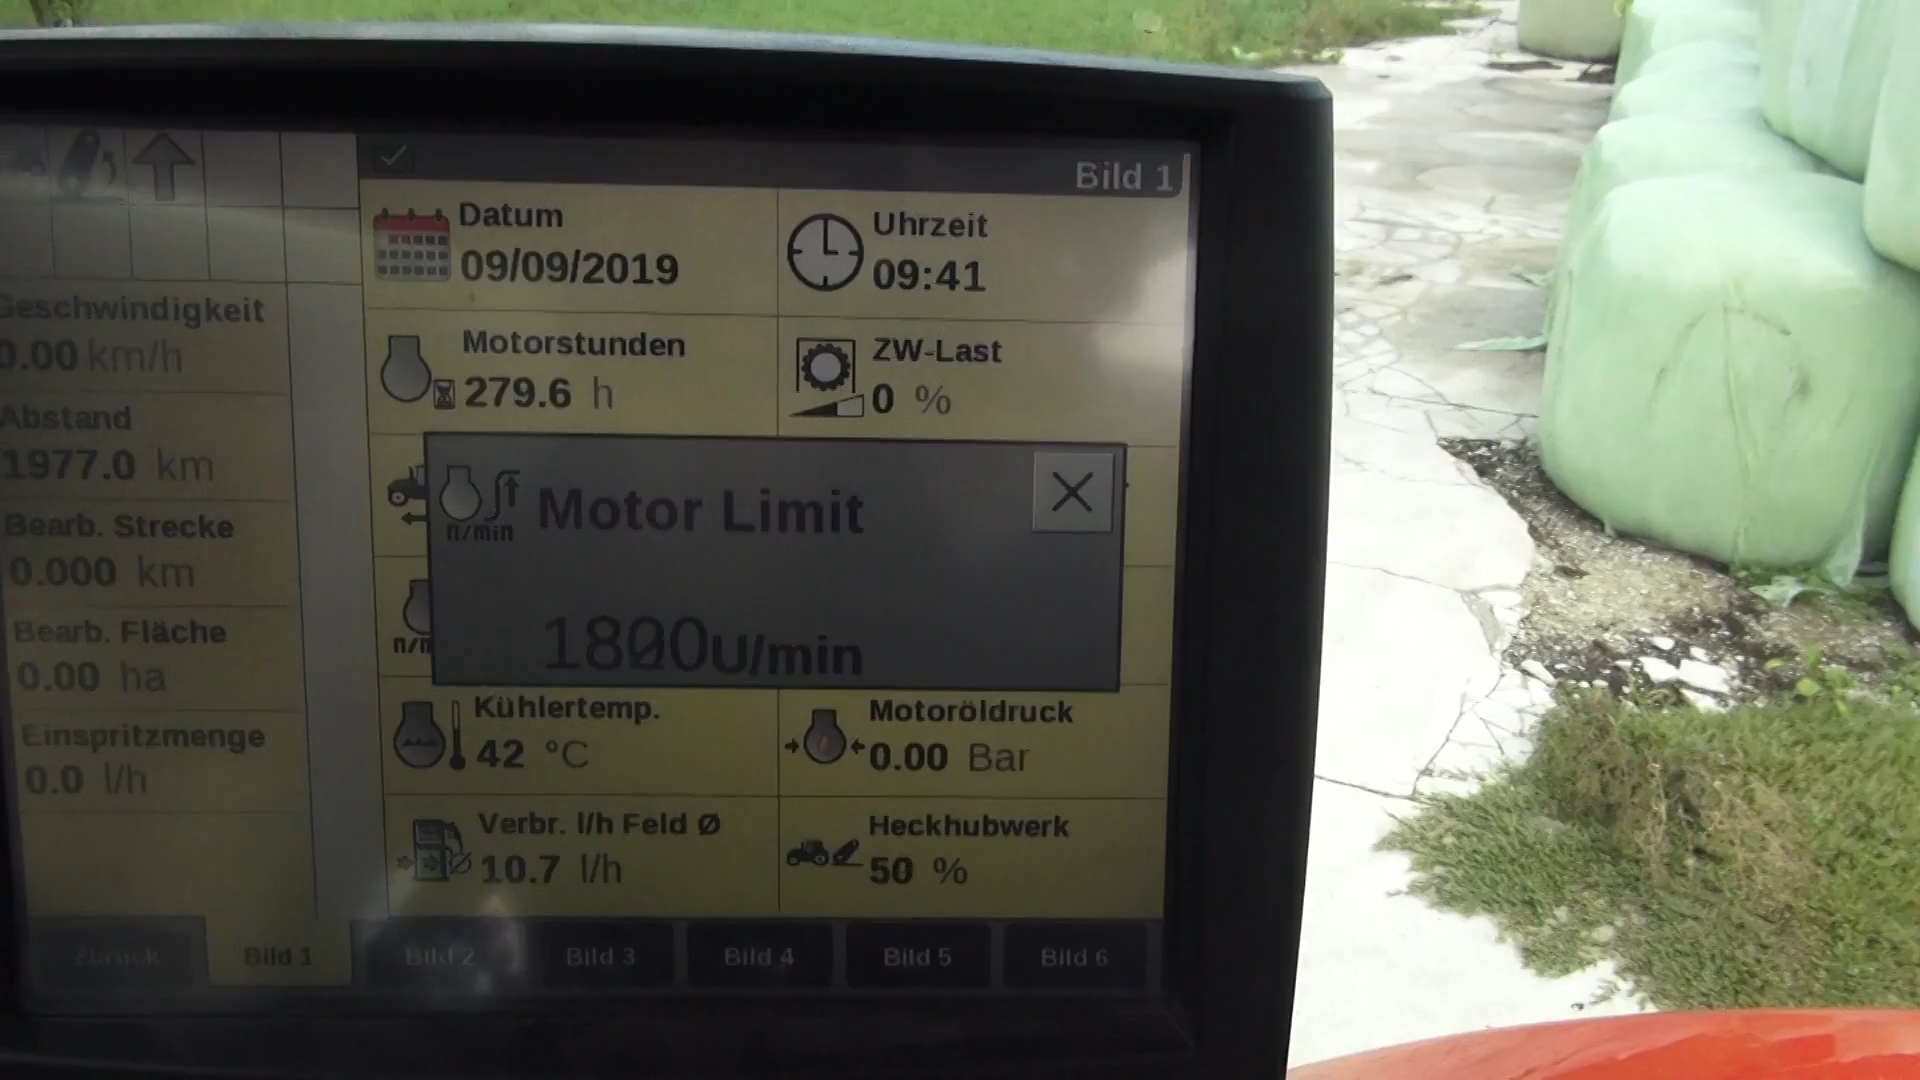 Bild 1
Datum
09/09/2019
Uhrzeit
09:41
Geschwindigkeit
0.00 km/h
Motorstunden
279.6 h
ZW-Last
0 %
Abstand
1977.0 km
Motor Limit
n/min
U/min
Bearb. Strecke
0.000 km
Bearb. Fläche
0.00 ha
Kühlertemp.
42 °C
Motoröldruck
0.00 Bar
Einspritzmenge
0.0 l/h
Verbr. l/h Feld Ø
10.7 l/h
Heckhubwerk
50 %
Zurück
Bild 1
Bild 2
Bild 3
Bild 4
Bild 5
Bild 6